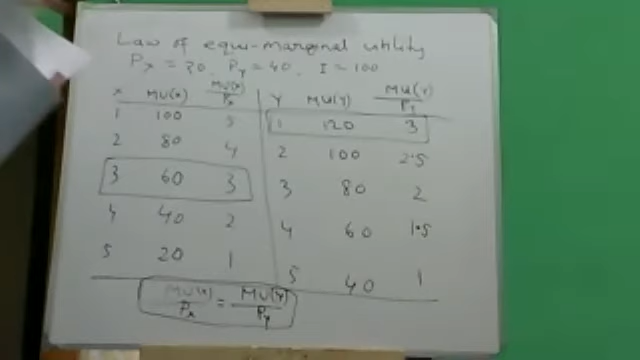 Law of equi-marginal utility
Px = 20, Py = 40, I = 100
X MU(X) MU(X)/Px Y MU(Y) MU(Y)/Py
1 100 5 1 120 3
2 80 4 2 100 2.5
3 60 3 3 80 2
4 40 2 4 60 1.5
5 20 1 5 40 1
MU(X)/Px = MU(Y)/Py